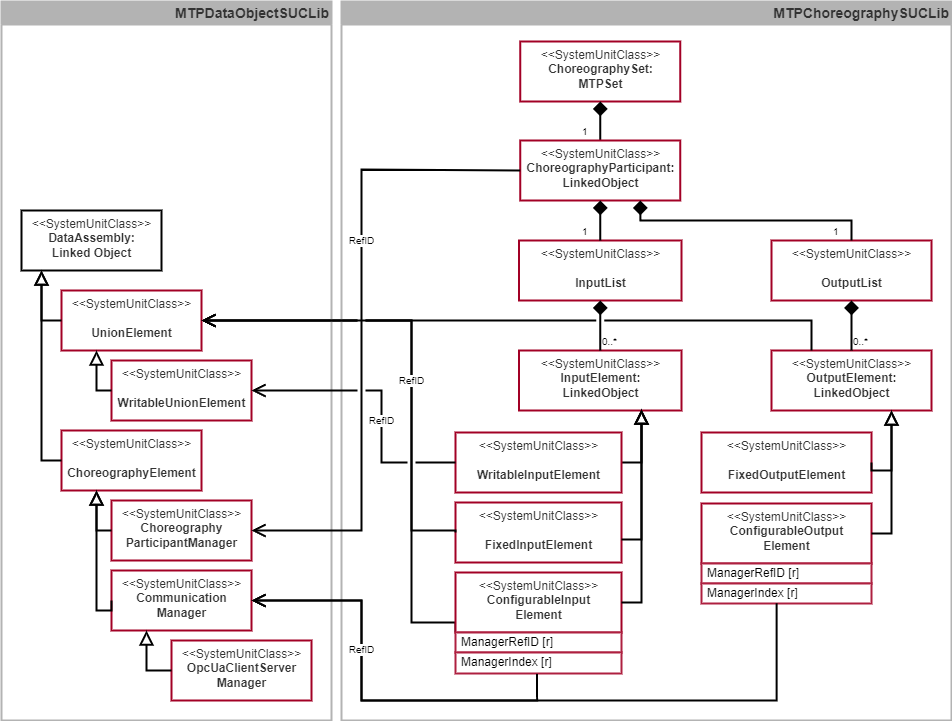 MTPDataObjectSUCLib
<<SystemUnitClass>>
DataAssembly:
Linked Object
<<SystemUnitClass>>
UnionElement
<<SystemUnitClass>>
WritableUnionElement
<<SystemUnitClass>>
ChoreographyElement
<<SystemUnitClass>>
Choreography
ParticipantManager
<<SystemUnitClass>>
Communication
Manager
<<SystemUnitClass>>
OpcUaClientServer
Manager
MTPChoreographySUCLib
<<SystemUnitClass>>
ChoreographySet:
MTPSet
1
<<SystemUnitClass>>
ChoreographyParticipant:
LinkedObject
RefID
1
1
<<SystemUnitClass>>
InputList
<<SystemUnitClass>>
OutputList
0..*
0..*
<<SystemUnitClass>>
InputElement:
LinkedObject
<<SystemUnitClass>>
OutputElement:
LinkedObject
RefID
RefID
<<SystemUnitClass>>
WritableInputElement
<<SystemUnitClass>>
FixedOutputElement
<<SystemUnitClass>>
FixedInputElement
<<SystemUnitClass>>
ConfigurableOutput
Element
ManagerRefID [r]
ManagerIndex [r]
<<SystemUnitClass>>
ConfigurableInput
Element
ManagerRefID [r]
ManagerIndex [r]
RefID